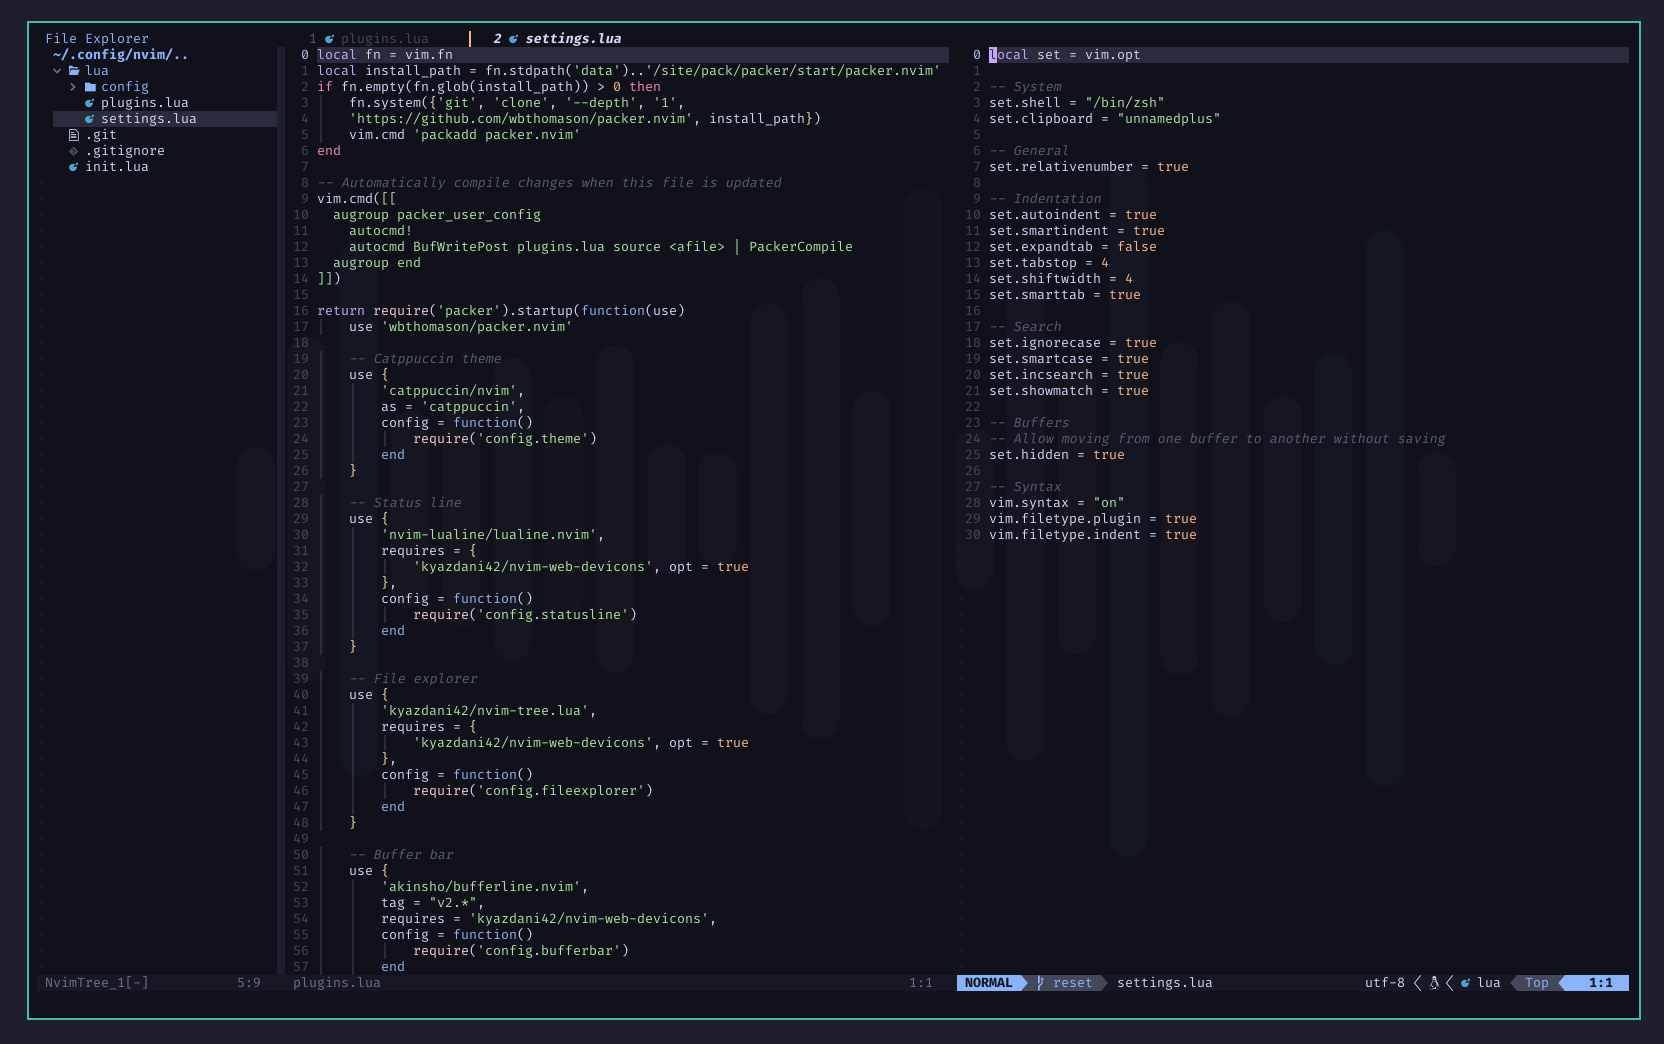 File Explorer
~/.config/nvim/..
lua
config
plugins.lua
settings.lua
.git
.gitignore
init.lua
1 plugins.lua 2 settings.lua
0 local fn = vim.fn
1 local install_path = fn.stdpath('data')..'/site/pack/packer/start/packer.nvim'
2 if fn.empty(fn.glob(install_path)) > 0 then
3 fn.system({'git', 'clone', '--depth', '1',
4 'https://github.com/wbthomason/packer.nvim', install_path})
5 vim.cmd 'packadd packer.nvim'
6 end
7
8 -- Automatically compile changes when this file is updated
9 vim.cmd([[
10 augroup packer_user_config
11 autocmd!
12 autocmd BufWritePost plugins.lua source <afile> | PackerCompile
13 augroup end
14 ]])
15
16 return require('packer').startup(function(use)
17 use 'wbthomason/packer.nvim'
18
19 -- Catppuccin theme
20 use {
21 'catppuccin/nvim',
22 as = 'catppuccin',
23 config = function()
24 require('config.theme')
25 end
26 }
27
28 -- Status line
29 use {
30 'nvim-lualine/lualine.nvim',
31 requires = {
32 'kyazdani42/nvim-web-devicons', opt = true
33 },
34 config = function()
35 require('config.statusline')
36 end
37 }
38
39 -- File explorer
40 use {
41 'kyazdani42/nvim-tree.lua',
42 requires = {
43 'kyazdani42/nvim-web-devicons', opt = true
44 },
45 config = function()
46 require('config.fileexplorer')
47 end
48 }
49
50 -- Buffer bar
51 use {
52 'akinsho/bufferline.nvim',
53 tag = "v2.*",
54 requires = 'kyazdani42/nvim-web-devicons',
55 config = function()
56 require('config.bufferbar')
57 end
0 local set = vim.opt
1
2 -- System
3 set.shell = "/bin/zsh"
4 set.clipboard = "unnamedplus"
5
6 -- General
7 set.relativenumber = true
8
9 -- Indentation
10 set.autoindent = true
11 set.smartindent = true
12 set.expandtab = false
13 set.tabstop = 4
14 set.shiftwidth = 4
15 set.smarttab = true
16
17 -- Search
18 set.ignorecase = true
19 set.smartcase = true
20 set.incsearch = true
21 set.showmatch = true
22
23 -- Buffers
24 -- Allow moving from one buffer to another without saving
25 set.hidden = true
26
27 -- Syntax
28 vim.syntax = "on"
29 vim.filetype.plugin = true
30 vim.filetype.indent = true
NvimTree_1[-] 5:9
plugins.lua 1:1
NORMAL reset settings.lua utf-8 lua Top 1:1